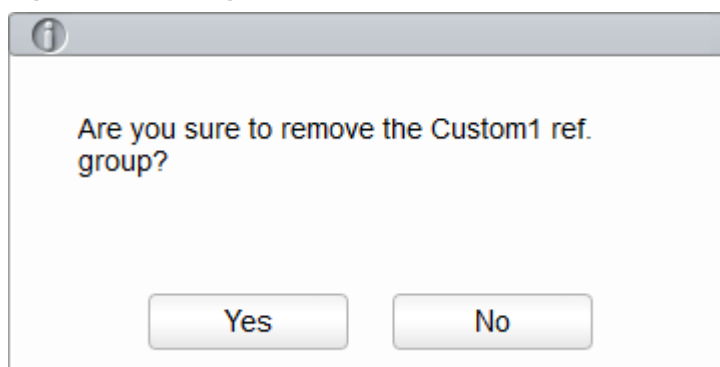 Are you sure to remove the Custom1 ref.
group?
Yes
No